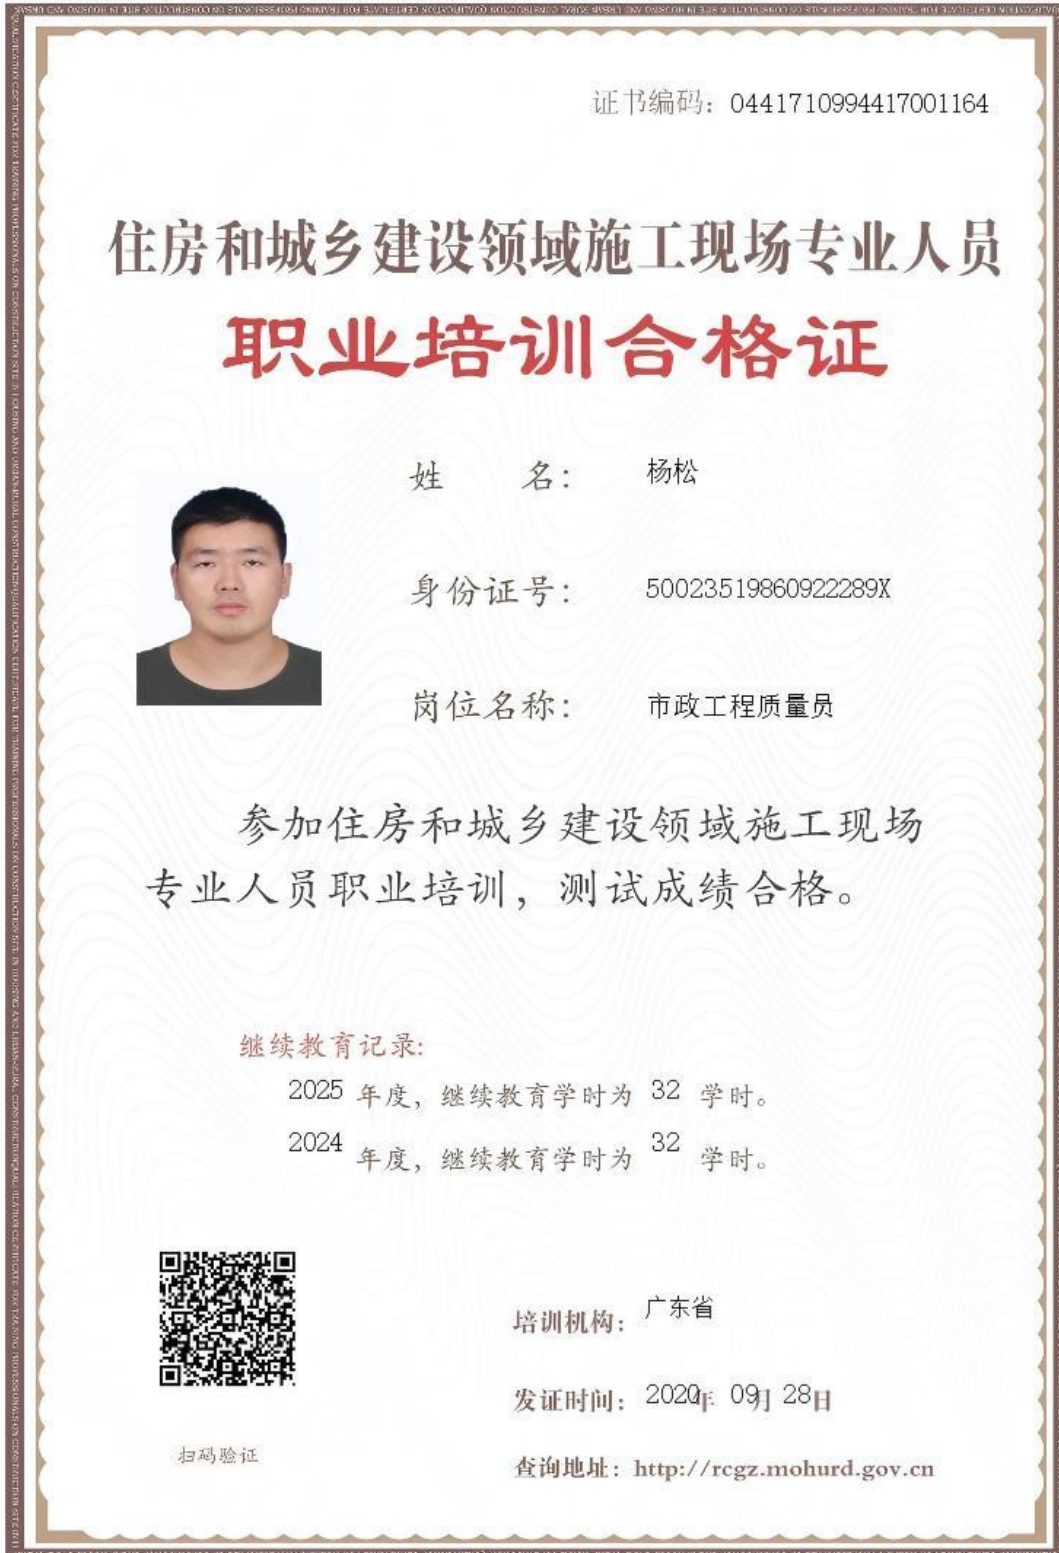 证书编码：0441710994417001164
住房和城乡建设领域施工现场专业人员
职业培训合格证
姓 名： 杨松
身份证号： 50023519860922289X
岗位名称： 市政工程质量员
参加住房和城乡建设领域施工现场
专业人员职业培训，测试成绩合格。
继续教育记录:
2025 年度，继续教育学时为 32 学时。
2024 年度，继续教育学时为 32 学时。
培训机构： 广东省
发证时间： 2020年 09月 28日
扫码验证
查询地址：http://rcgz.mohurd.gov.cn